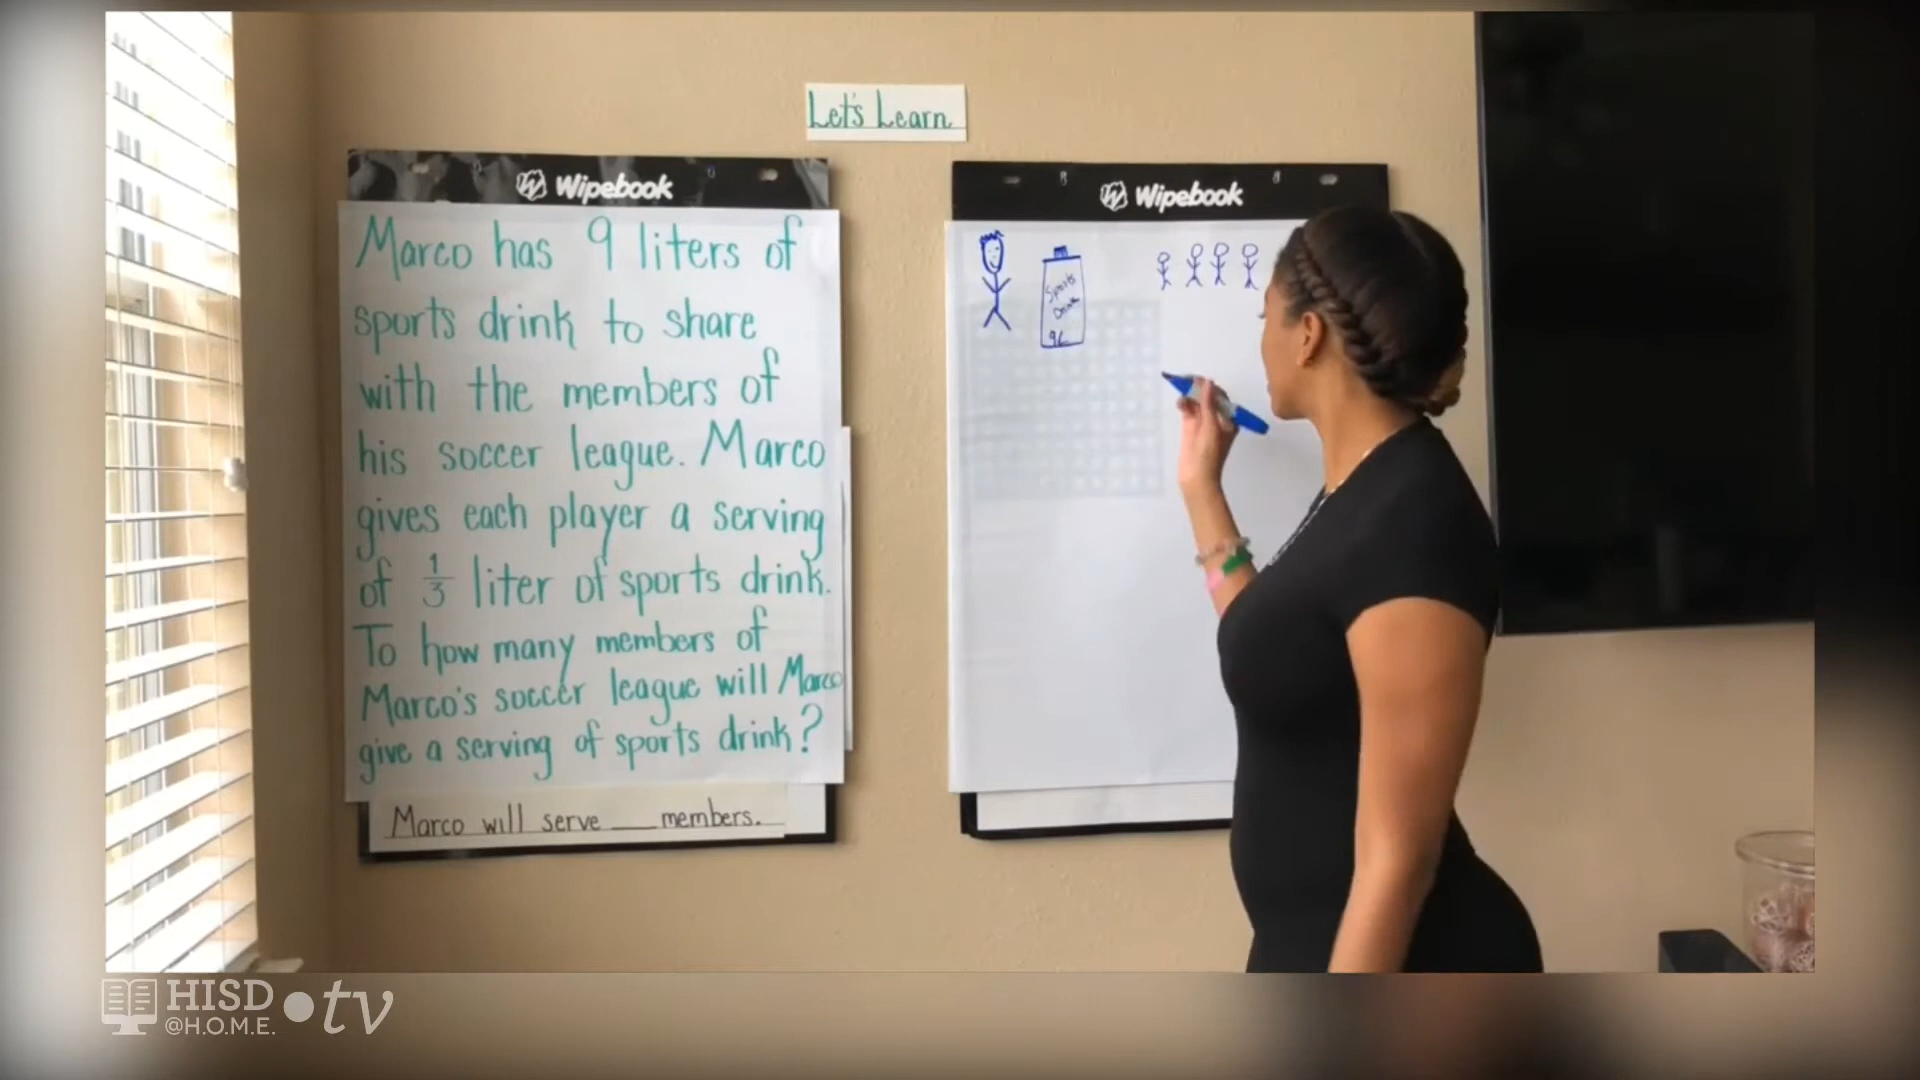 Let's Learn
Wipebook
Marco has 9 liters of
sports drink to share
with the members of
his soccer league. Marco
gives each player a serving
of 1/3 liter of sports drink.
To how many members of
Marco's soccer league will Marco
give a serving of sports drink?
Marco will serve ___ members.
Wipebook
Sports
Drink
9L
HISD
@H.O.M.E.
•tv